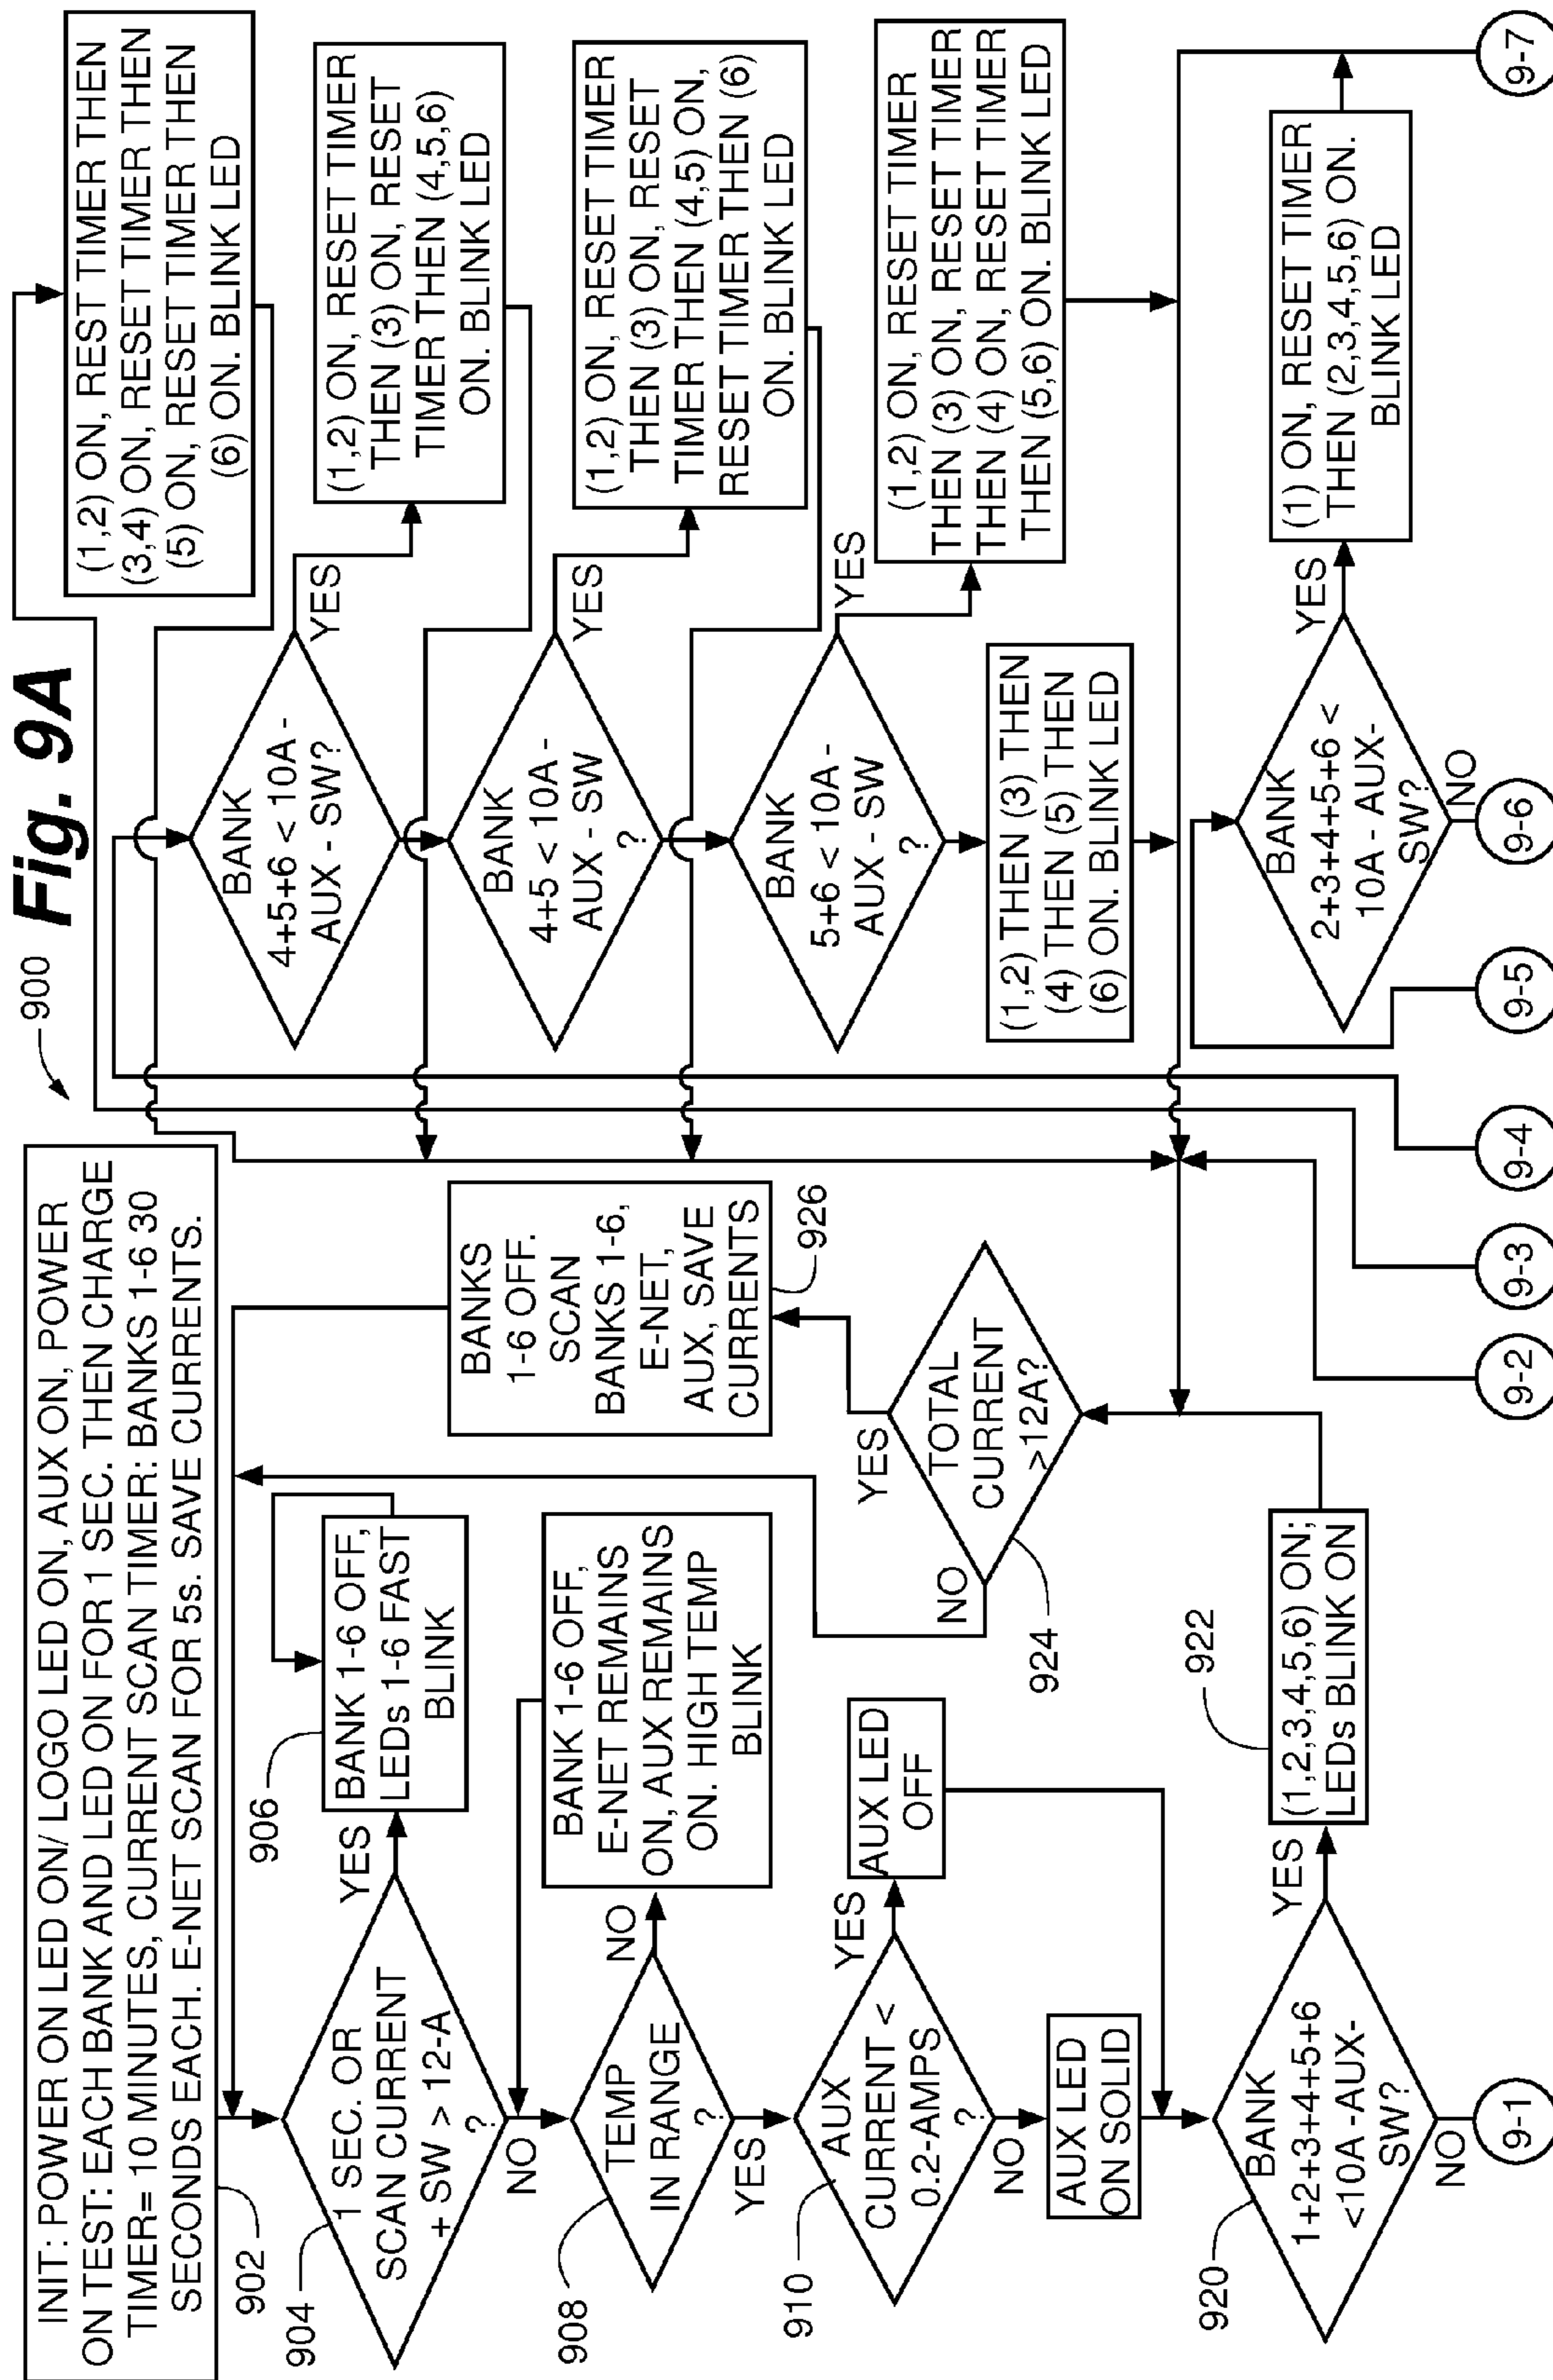 Fig. 9A
900
INIT: POWER ON LED ON/ LOGO LED ON, AUX ON, POWER
ON TEST: EACH BANK AND LED ON FOR 1 SEC. THEN CHARGE
TIMER= 10 MINUTES, CURRENT SCAN TIMER: BANKS 1-6 30
SECONDS EACH. E-NET SCAN FOR 5s. SAVE CURRENTS.
902
904
1 SEC. OR
SCAN CURRENT
+ SW > 12-A
?
YES
NO
906
BANK 1-6 OFF,
LEDs 1-6 FAST
BLINK
908
TEMP
IN RANGE
?
NO
YES
BANK 1-6 OFF,
E-NET REMAINS
ON, AUX REMAINS
ON. HIGH TEMP
BLINK
910
AUX
CURRENT <
0.2-AMPS
?
YES
NO
AUX LED
OFF
AUX LED
ON SOLID
920
BANK
1+2+3+4+5+6
<10A -AUX-
SW?
YES
NO
9-1
922
(1,2,3,4,5,6) ON;
LEDs BLINK ON
924
TOTAL
CURRENT
>12A?
NO
YES
BANKS
1-6 OFF.
SCAN
BANKS 1-6,
E-NET,
AUX, SAVE
CURRENTS
926
9-2
9-3
9-4
9-5
(1,2) ON, REST TIMER THEN
(3,4) ON, RESET TIMER THEN
(5) ON, RESET TIMER THEN
(6) ON. BLINK LED
BANK
4+5+6 < 10A -
AUX - SW?
YES
(1,2) ON, RESET TIMER
THEN (3) ON, RESET
TIMER THEN (4,5,6)
ON. BLINK LED
BANK
4+5 < 10A -
AUX - SW
?
YES
(1,2) ON, RESET TIMER
THEN (3) ON, RESET
TIMER THEN (4,5) ON,
RESET TIMER THEN (6)
ON. BLINK LED
BANK
5+6 < 10A -
AUX - SW
?
YES
(1,2) ON, RESET TIMER
THEN (3) ON, RESET TIMER
THEN (4) ON, RESET TIMER
THEN (5,6) ON. BLINK LED
(1,2) THEN (3) THEN
(4) THEN (5) THEN
(6) ON. BLINK LED
BANK
2+3+4+5+6 <
10A - AUX-
SW?
YES
NO
(1) ON, RESET TIMER
THEN (2,3,4,5,6) ON.
BLINK LED
9-6
9-7